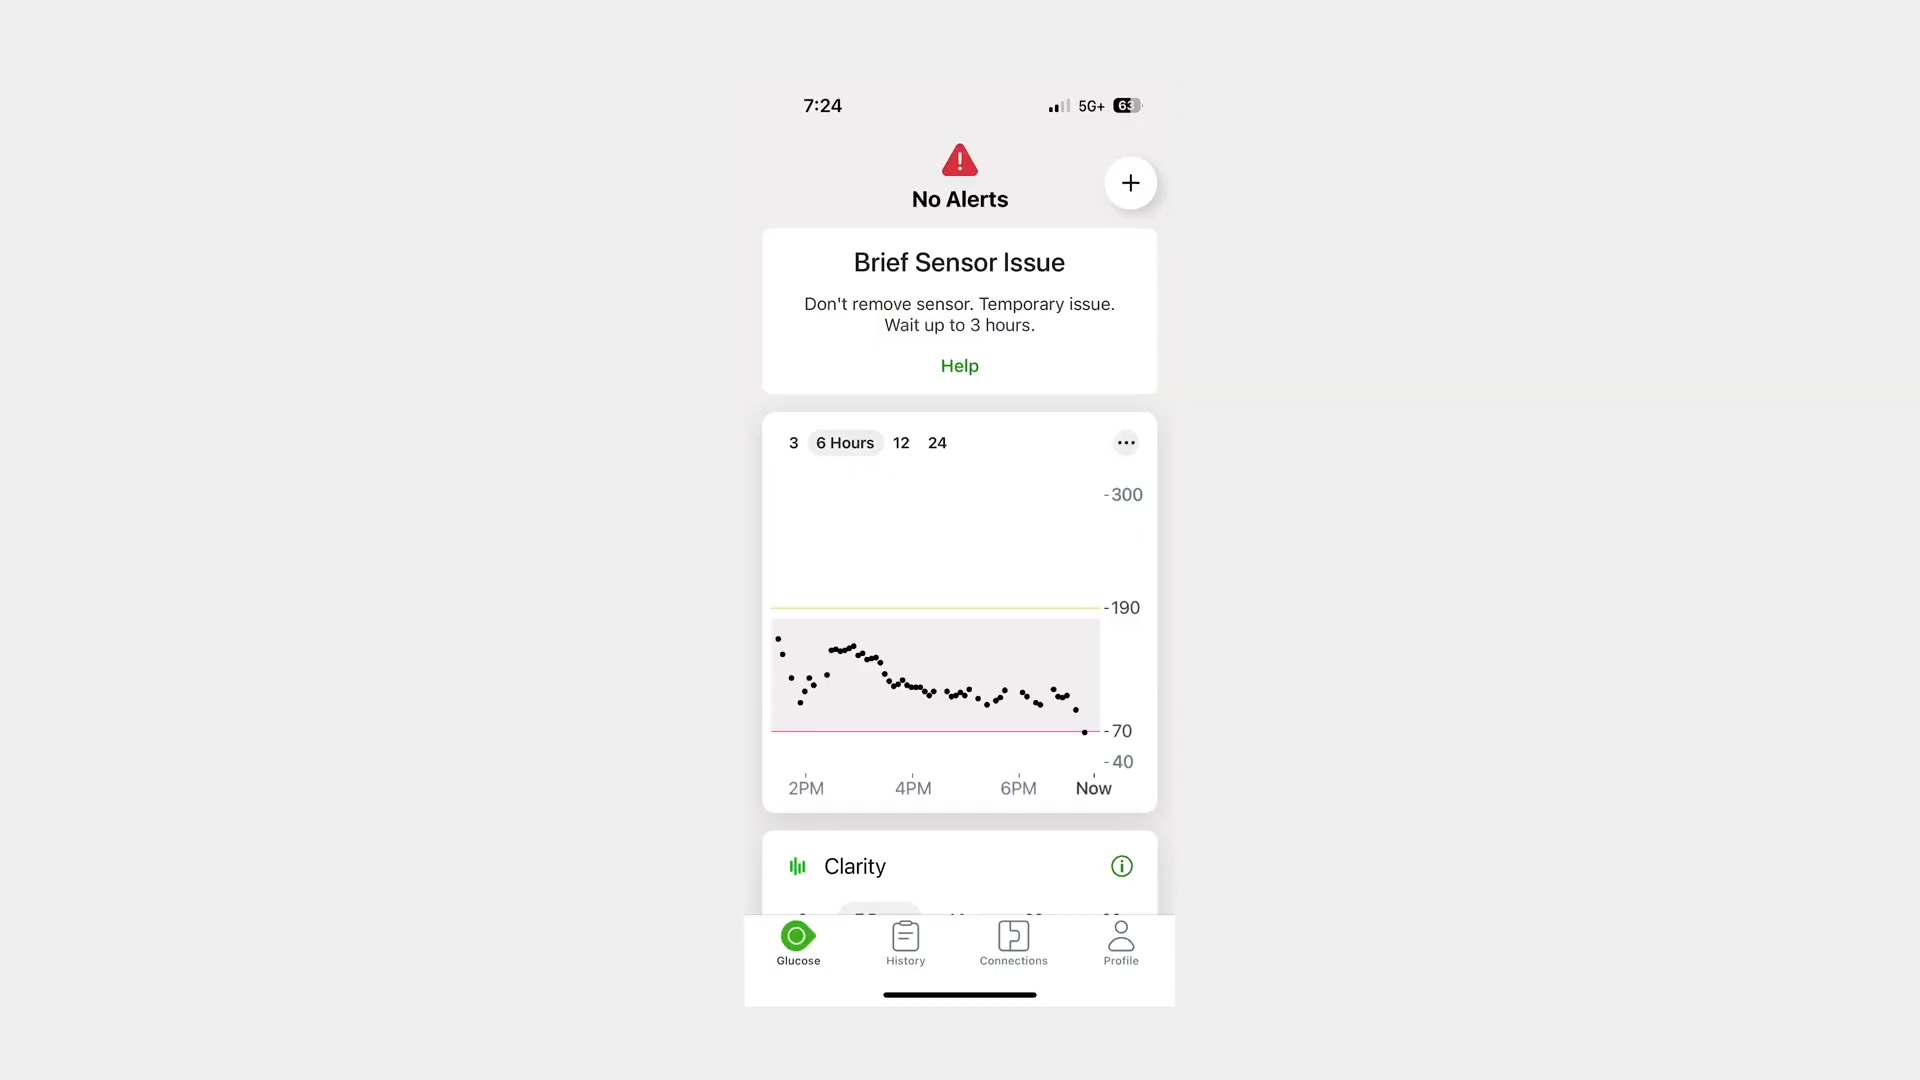 7:24
5G+ 63
No Alerts
Brief Sensor Issue
Don't remove sensor. Temporary issue.
Wait up to 3 hours.
Help
3 6 Hours 12 24
-300
-190
-70
-40
2PM 4PM 6PM Now
Clarity
Glucose History Connections Profile